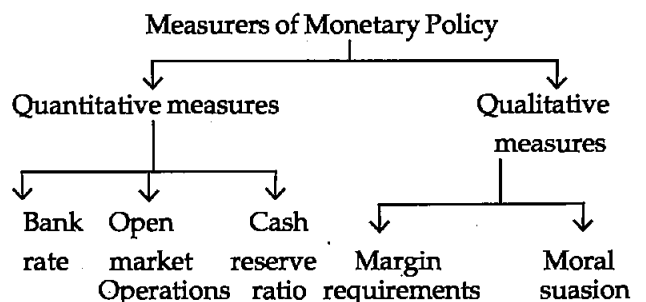 Measurers of Monetary Policy
Quantitative measures
Qualitative
measures
Bank
rate
Open
market
Operations
Cash
reserve
ratio
Margin
requirements
Moral
suasion